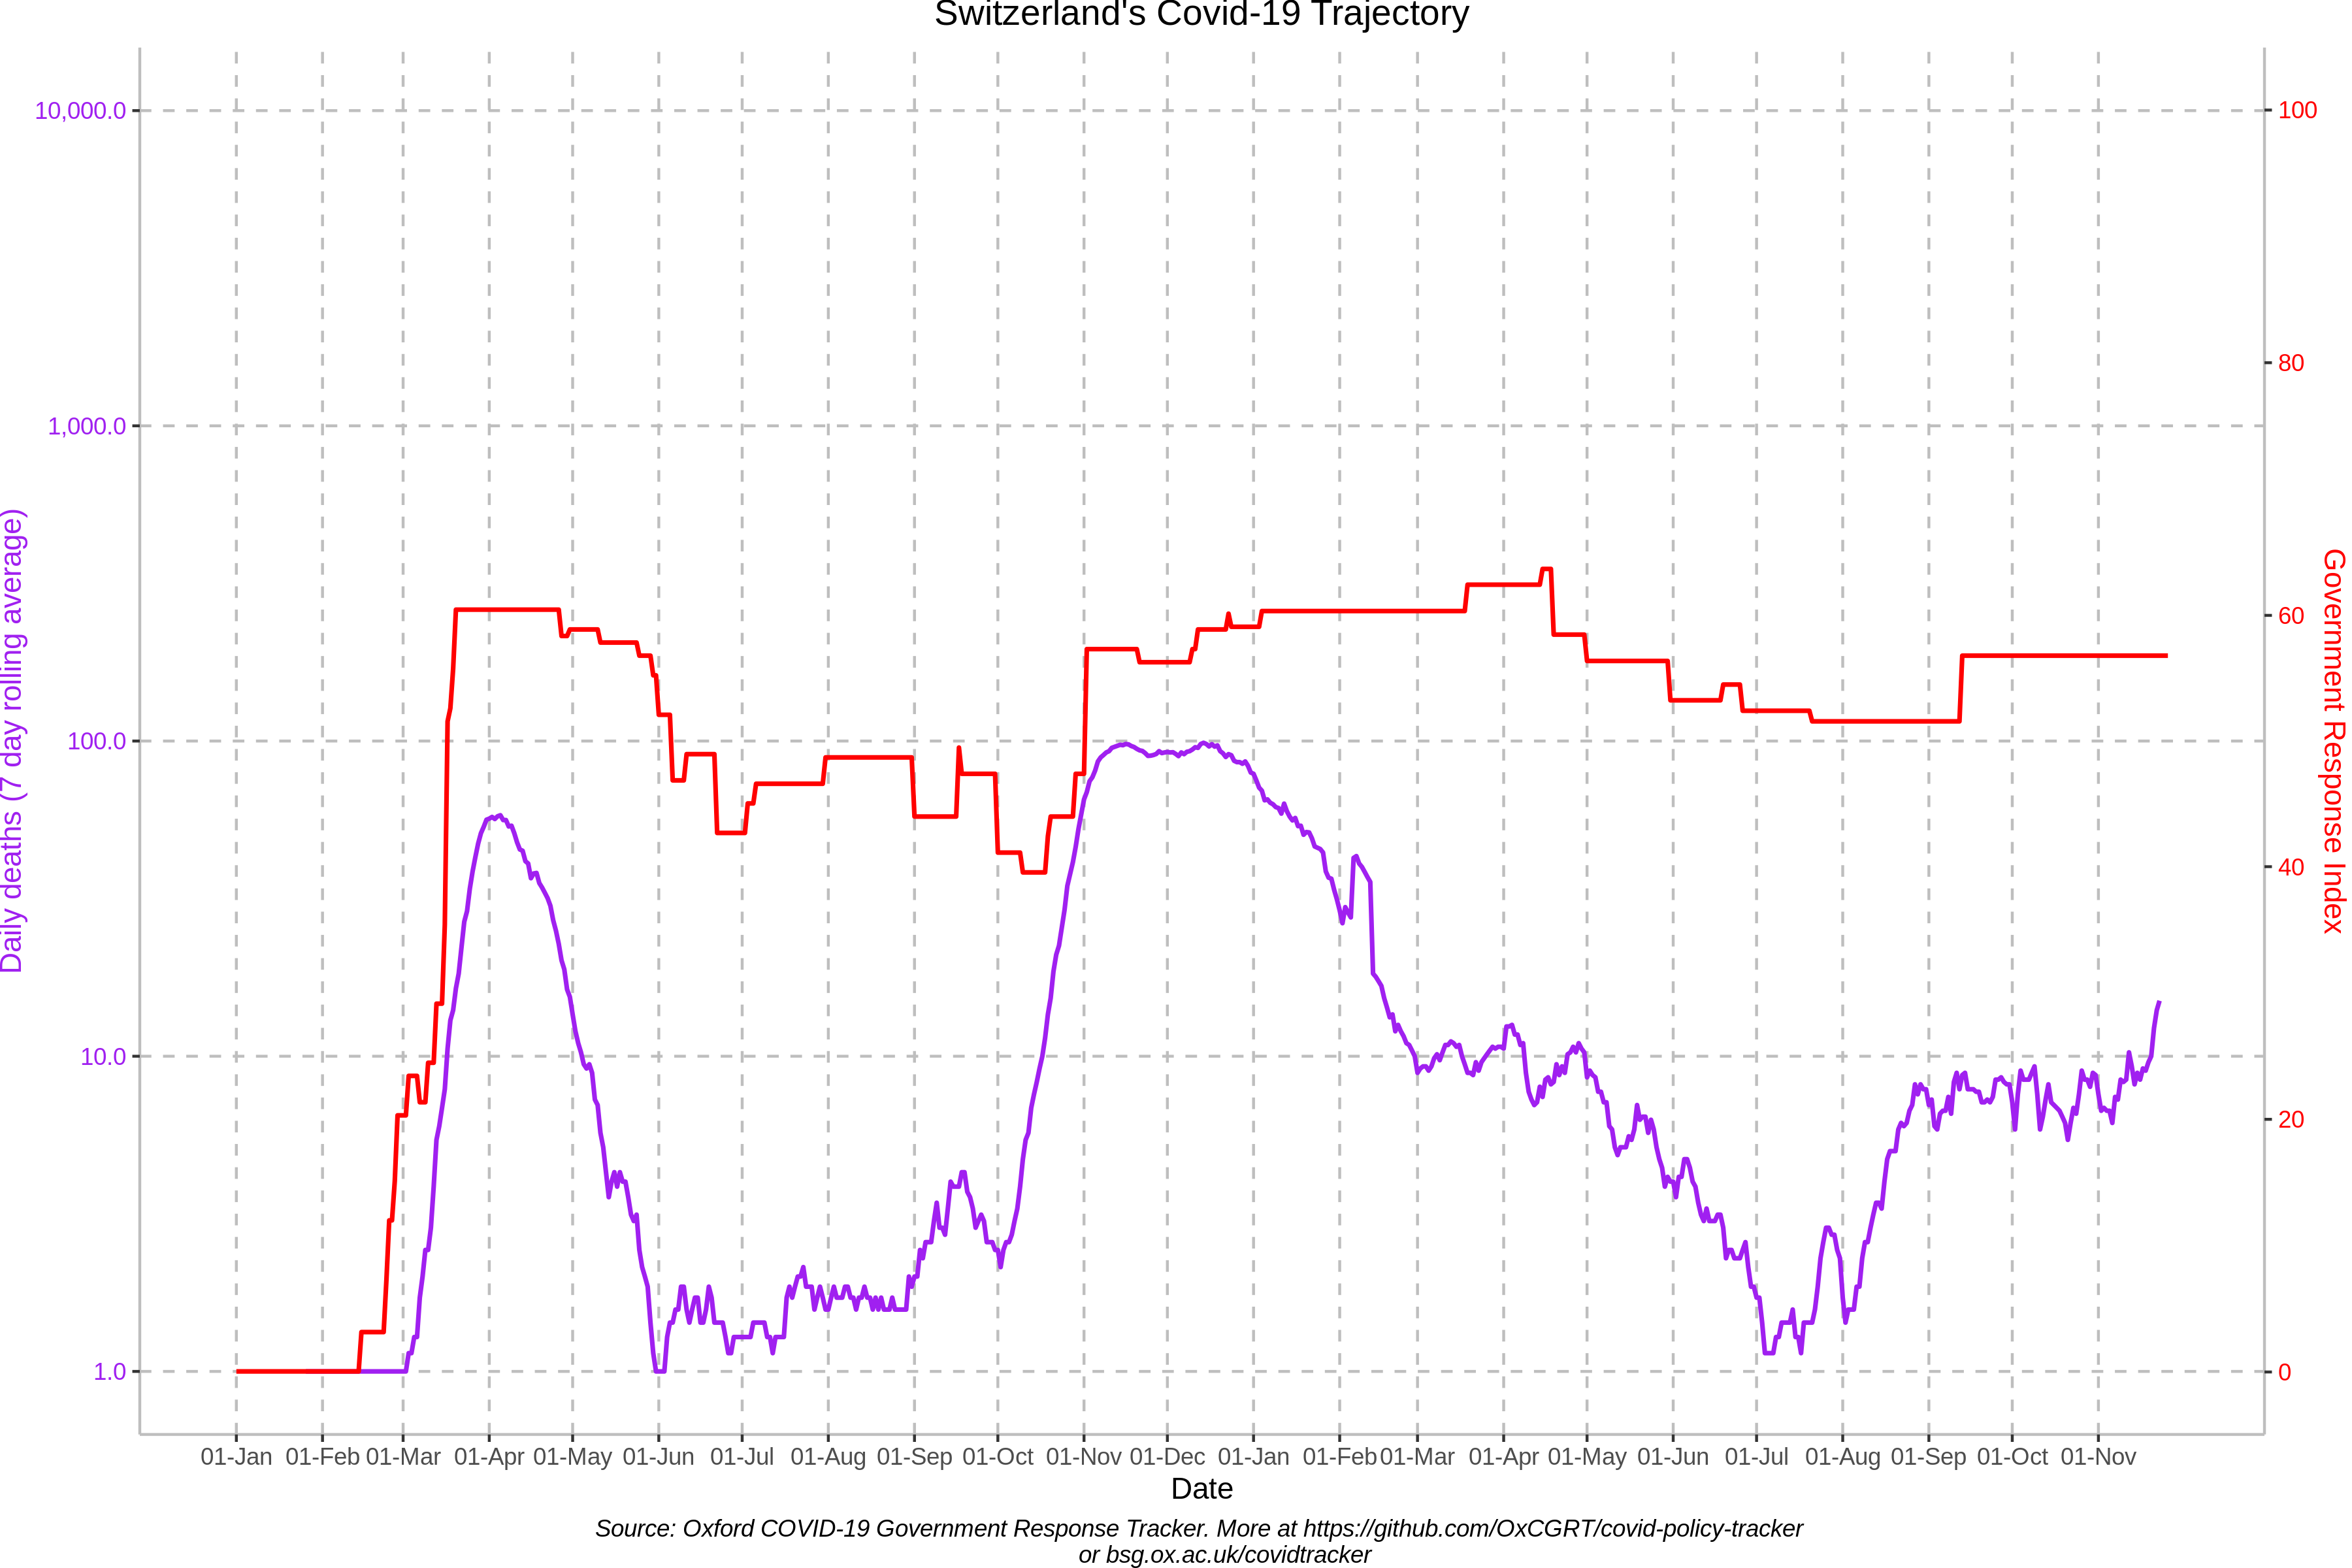 Switzerland's Covid-19 Trajectory
10,000.0
1,000.0
100.0
10.0
1.0
Daily deaths (7 day rolling average)
100
80
60
40
20
0
Government Response Index
01-Jan 01-Feb 01-Mar 01-Apr 01-May 01-Jun 01-Jul 01-Aug 01-Sep 01-Oct 01-Nov 01-Dec 01-Jan 01-Feb 01-Mar 01-Apr 01-May 01-Jun 01-Jul 01-Aug 01-Sep 01-Oct 01-Nov
Date
Source: Oxford COVID-19 Government Response Tracker. More at https://github.com/OxCGRT/covid-policy-tracker
or bsg.ox.ac.uk/covidtracker